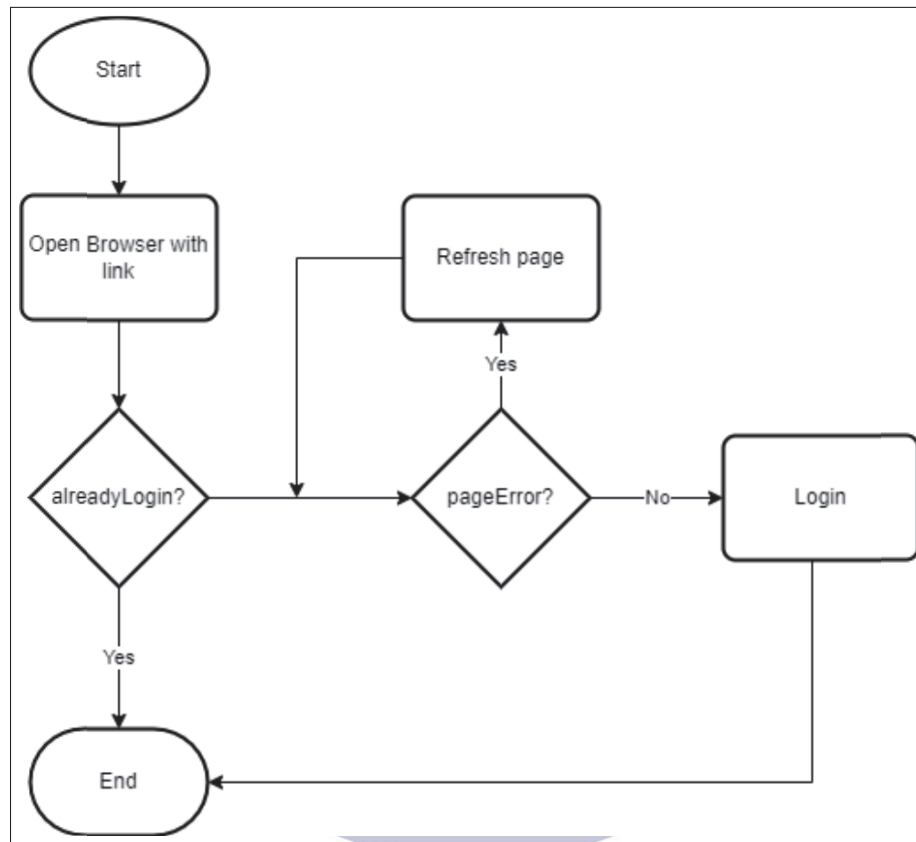 Start
Open Browser with
link
Refresh page
Yes
alreadyLogin?
pageError?
No
Login
Yes
End